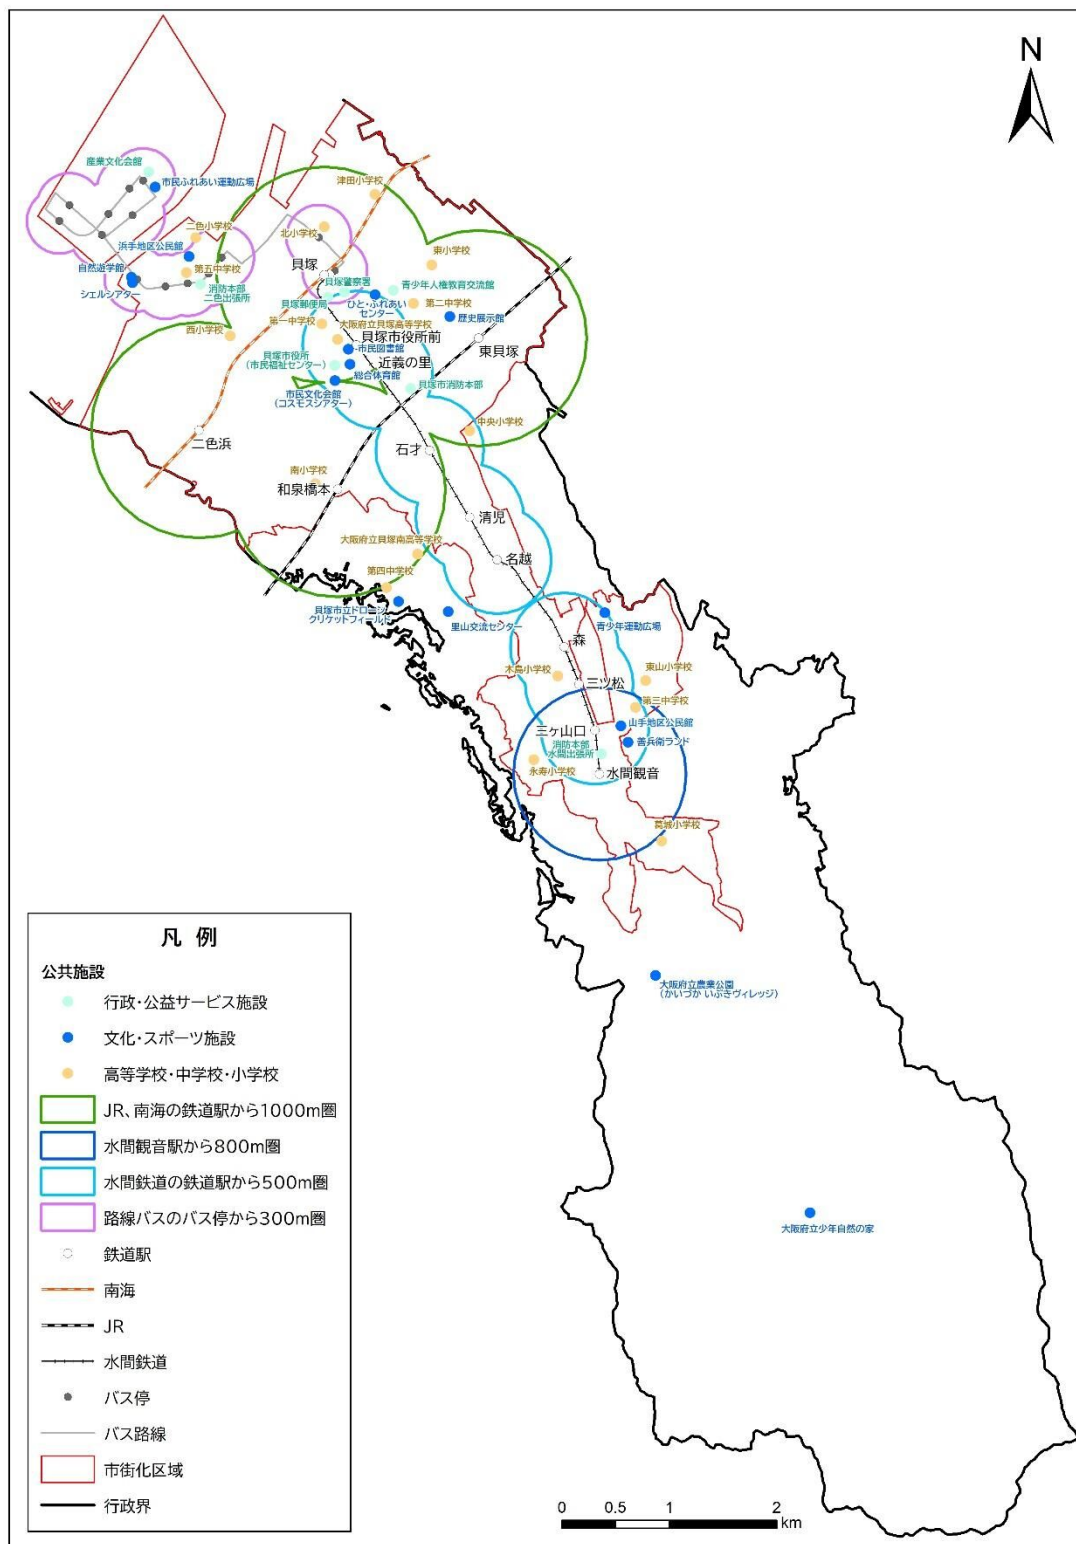 N
津田小学校
産業文化会館
市民ふれあい運動広場
二色小学校
北小学校
浜手地区公民館
東小学校
自然遊学館
第五中学校
貝塚
シェルシアター
消防本部
二色出張所
貝塚警察署
青少年人権教育交流館
貝塚郵便局
ひと・ふれあい
センター
第二中学校
歴史展示館
第一中学校
大阪府立貝塚高等学校
西小学校
貝塚市役所前
東貝塚
市民図書館
貝塚市役所
(市民福祉センター)
近義の里
総合体育館
貝塚市消防本部
市民文化会館
(コスモスシアター)
中央小学校
二色浜
石才
南小学校
和泉橋本
清児
大阪府立貝塚南高等学校
名越
第四中学校
貝塚市立ドローン
クリケットフィールド
里山交流センター
青少年運動広場
森
木島小学校
三ツ松
東山小学校
第三中学校
三ヶ山口
山手地区公民館
消防本部
水間出張所
善兵衛ランド
永寿小学校
水間観音
葛城小学校
大阪府立農業公園
(かいづか いぶきヴィレッジ)
大阪府立少年自然の家
凡 例
公共施設
行政・公益サービス施設
文化・スポーツ施設
高等学校・中学校・小学校
JR、南海の鉄道駅から1000m圏
水間観音駅から800m圏
水間鉄道の鉄道駅から500m圏
路線バスのバス停から300m圏
鉄道駅
南海
JR
水間鉄道
バス停
バス路線
市街化区域
行政界
0 0.5 1 2
km